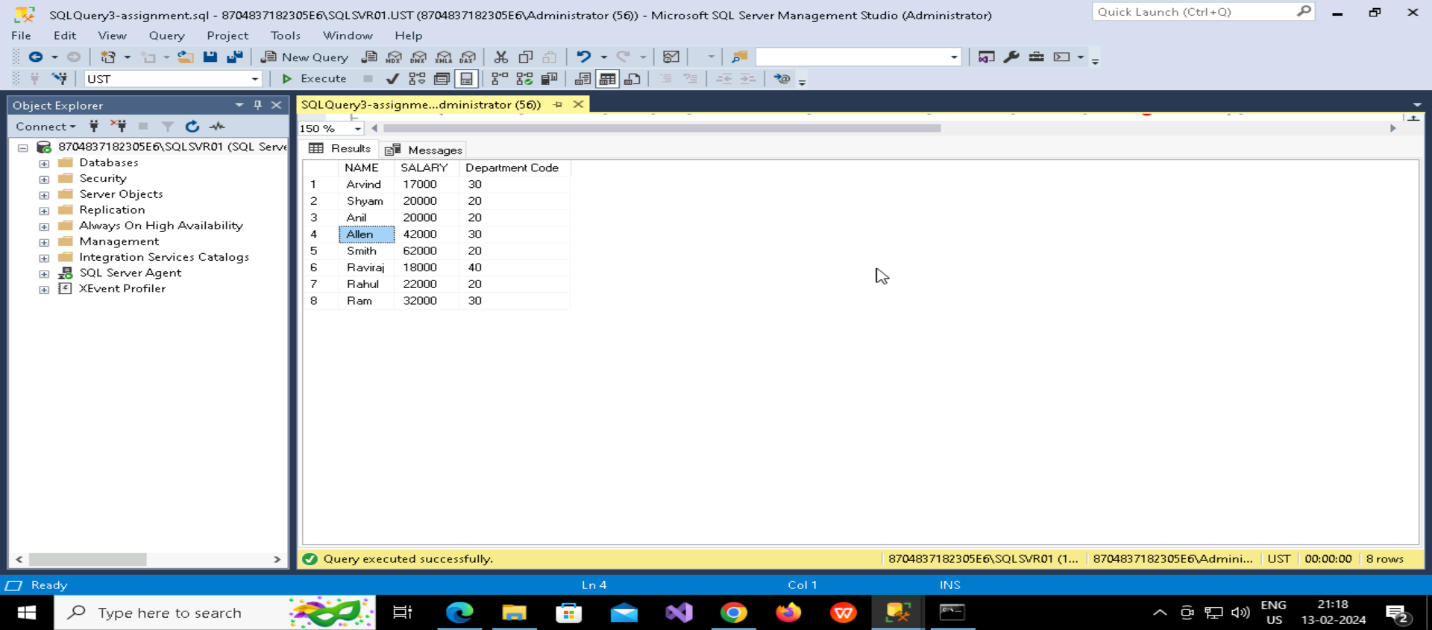 SQLQuery3-assignment.sql - 8704837182305E6\SQLSVR01.UST (8704837182305E6\Administrator (56)) - Microsoft SQL Server Management Studio (Administrator)
Quick Launch (Ctrl+Q)
File Edit View Query Project Tools Window Help
New Query
MDX DMX XMLA DAX
UST
Execute
Object Explorer
SQLQuery3-assignme...dministrator (56))
Connect
150 %
8704837182305E6\SQLSVR01 (SQL Serve
Databases
Security
Server Objects
Replication
Always On High Availability
Management
Integration Services Catalogs
SQL Server Agent
XEvent Profiler
Results Messages
NAME SALARY Department Code
1 Arvind 17000 30
2 Shyam 20000 20
3 Anil 20000 20
4 Allen 42000 30
5 Smith 62000 20
6 Raviraj 18000 40
7 Rahul 22000 20
8 Ram 32000 30
Query executed successfully.
8704837182305E6\SQLSVR01 (1... 8704837182305E6\Admini... UST 00:00:00 8 rows
Ready Ln 4 Col 1 INS
Type here to search
ENG
US
21:18
13-02-2024
2